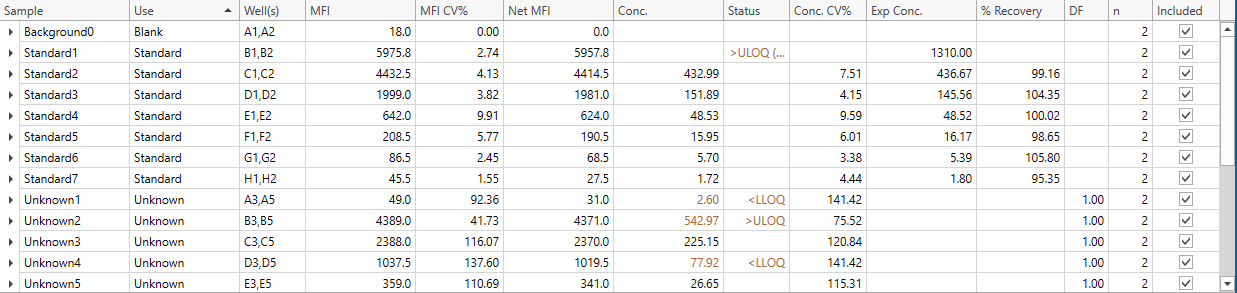 Sample Use Well(s) MFI MFI CV% Net MFI Conc. Status Conc. CV% Exp Conc. % Recovery DF n Included
Background0 Blank A1,A2 18.0 0.00 0.0 2
Standard1 Standard B1,B2 5975.8 2.74 5957.8 >ULOQ (... 1310.00 2
Standard2 Standard C1,C2 4432.5 4.13 4414.5 432.99 7.51 436.67 99.16 2
Standard3 Standard D1,D2 1999.0 3.82 1981.0 151.89 4.15 145.56 104.35 2
Standard4 Standard E1,E2 642.0 9.91 624.0 48.53 9.59 48.52 100.02 2
Standard5 Standard F1,F2 208.5 5.77 190.5 15.95 6.01 16.17 98.65 2
Standard6 Standard G1,G2 86.5 2.45 68.5 5.70 3.38 5.39 105.80 2
Standard7 Standard H1,H2 45.5 1.55 27.5 1.72 4.44 1.80 95.35 2
Unknown1 Unknown A3,A5 49.0 92.36 31.0 2.60 <LLOQ 141.42 1.00 2
Unknown2 Unknown B3,B5 4389.0 41.73 4371.0 542.97 >ULOQ 75.52 1.00 2
Unknown3 Unknown C3,C5 2388.0 116.07 2370.0 225.15 120.84 1.00 2
Unknown4 Unknown D3,D5 1037.5 137.60 1019.5 77.92 <LLOQ 141.42 1.00 2
Unknown5 Unknown E3,E5 359.0 110.69 341.0 26.65 115.31 1.00 2